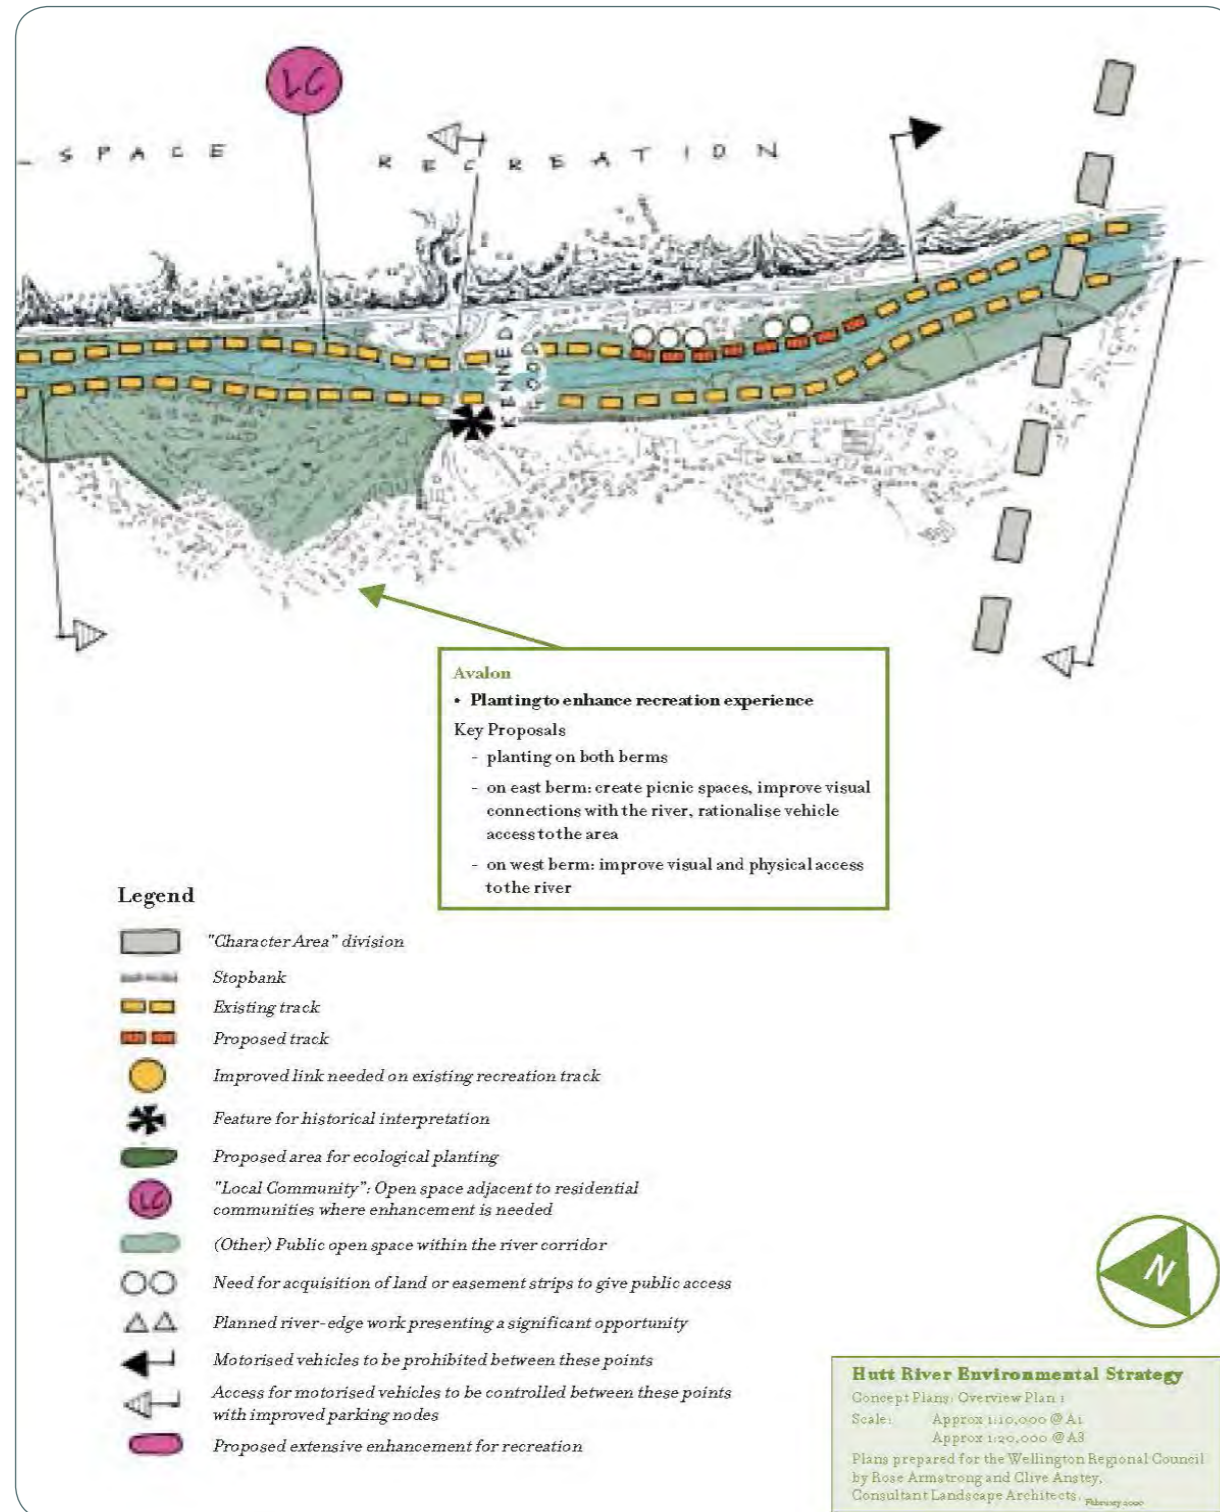 LC
- SPACE RECREATION
KENNEDY
Avalon
• Planting to enhance recreation experience
Key Proposals
- planting on both berms
- on east berm: create picnic spaces, improve visual
connections with the river, rationalise vehicle
access to the area
- on west berm: improve visual and physical access
to the river
Legend
"Character Area" division
Stopbank
Existing track
Proposed track
Improved link needed on existing recreation track
Feature for historical interpretation
Proposed area for ecological planting
LC
"Local Community": Open space adjacent to residential
communities where enhancement is needed
(Other) Public open space within the river corridor
Need for acquisition of land or easement strips to give public access
Planned river-edge work presenting a significant opportunity
Motorised vehicles to be prohibited between these points
Access for motorised vehicles to be controlled between these points
with improved parking nodes
Proposed extensive enhancement for recreation
N
Hutt River Environmental Strategy
Concept Plans: Overview Plan 1
Scale: Approx 1:10,000 @ A1
Approx 1:20,000 @ A3
Plans prepared for the Wellington Regional Council
by Rose Armstrong and Clive Anstey,
Consultant Landscape Architects.
February